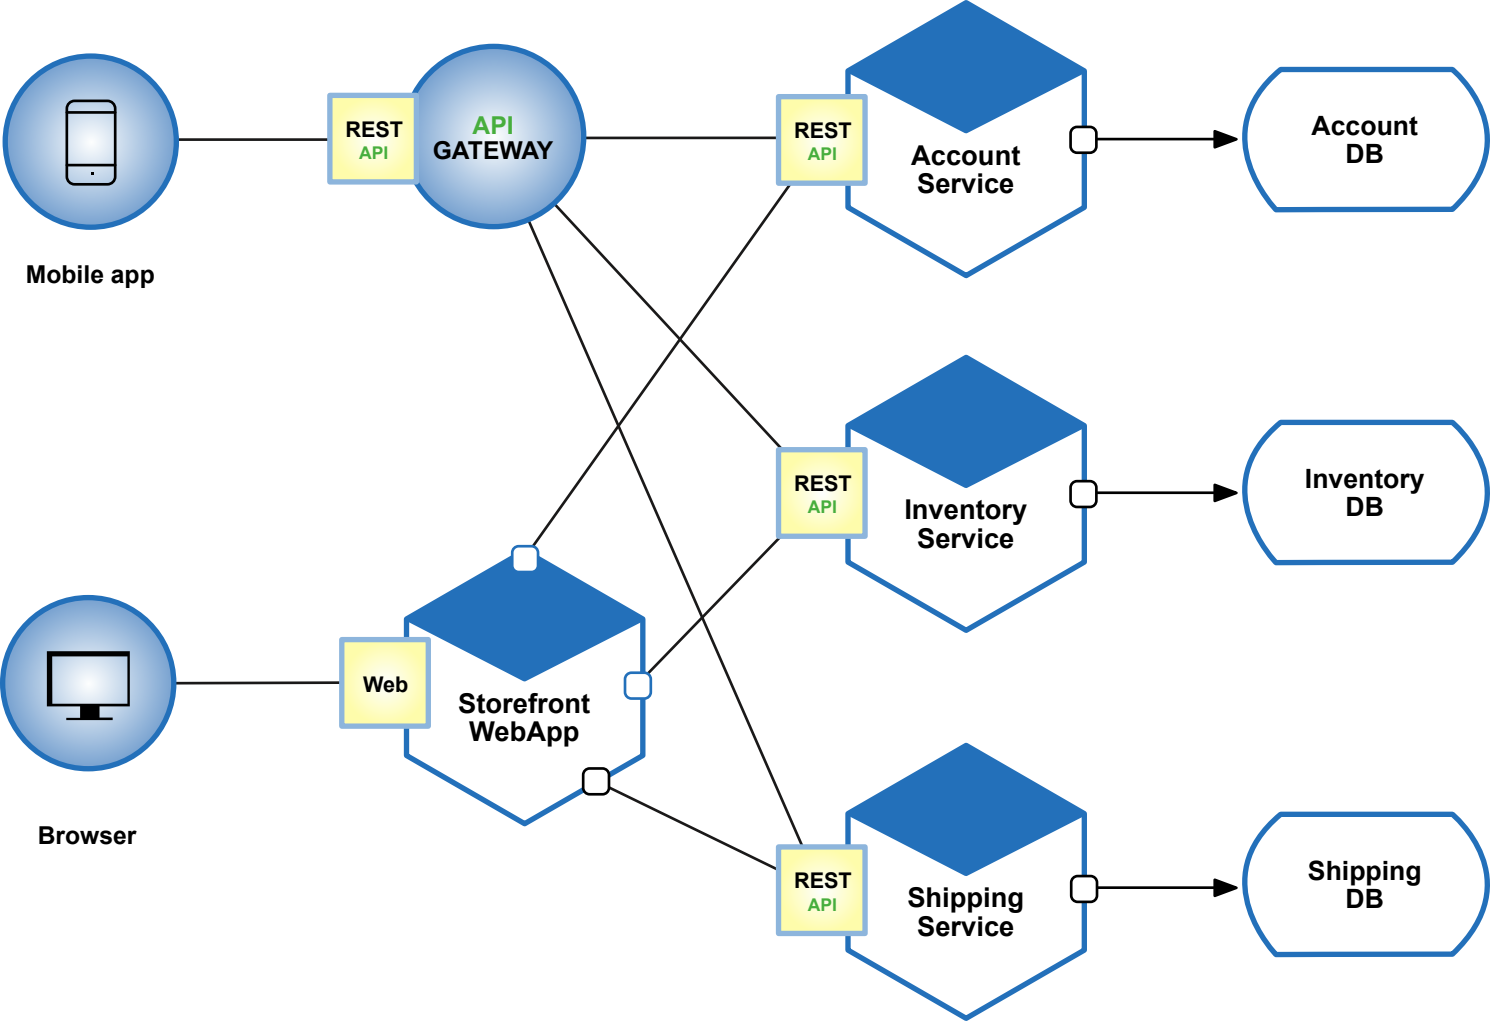 REST
API
API
GATEWAY
Mobile app
REST
API
Account
Service
Account
DB
REST
API
Inventory
Service
Inventory
DB
Web
Storefront
WebApp
Browser
REST
API
Shipping
Service
Shipping
DB